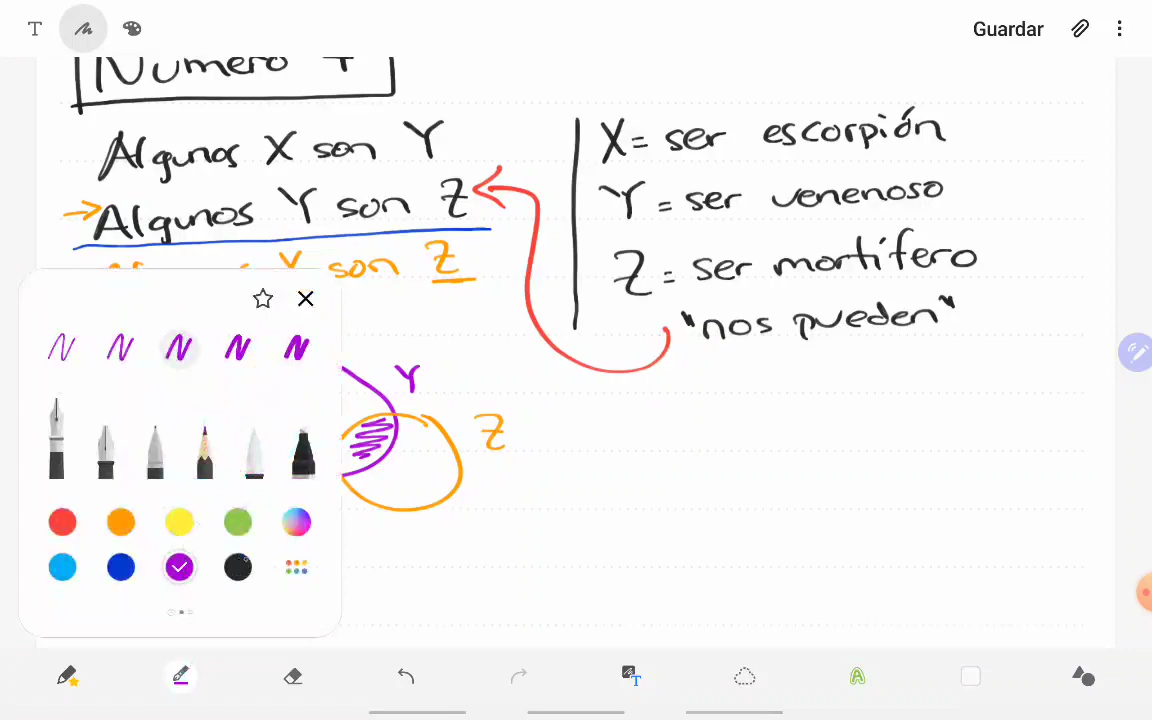 T Guardar
Número 4
Algunos X son Y
→Algunos Y son Z
Y son Z
X= ser escorpión
Y = ser venenoso
Z = ser mortífero
"nos pueden"
Y
Z